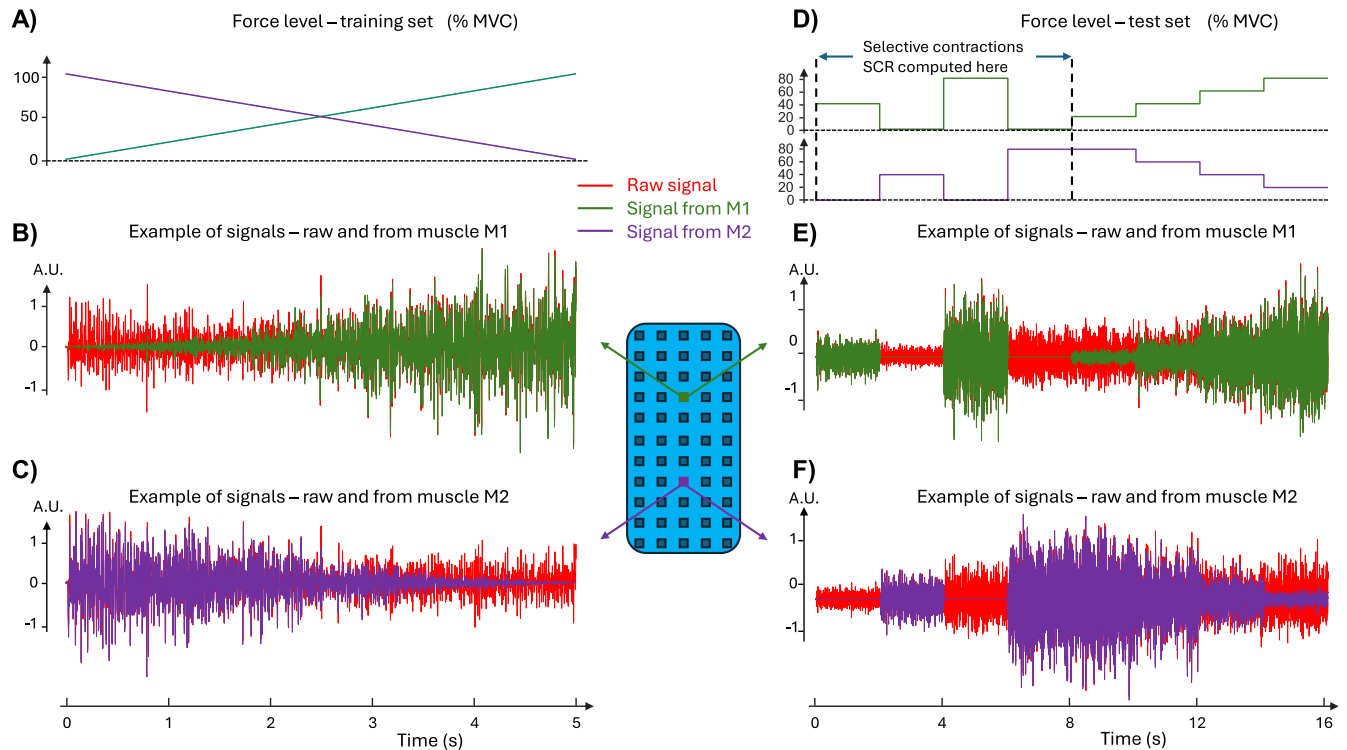 A)
Force level – training set (% MVC)
100
50
0
D)
Force level – test set (% MVC)
Selective contractions
SCR computed here
80
60
40
20
0
80
60
40
20
0
Raw signal
Signal from M1
Signal from M2
B)
Example of signals – raw and from muscle M1
A.U.
1
0
-1
E)
Example of signals – raw and from muscle M1
A.U.
1
0
-1
C)
Example of signals – raw and from muscle M2
A.U.
1
0
-1
F)
Example of signals – raw and from muscle M2
A.U.
1
0
-1
0 1 2 3 4 5
Time (s)
0 4 8 12 16
Time (s)